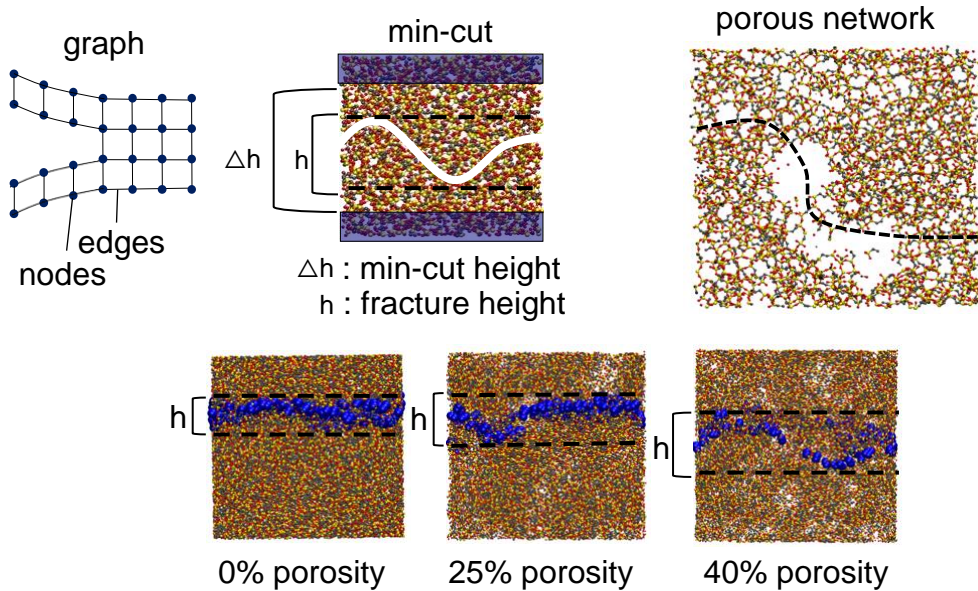 graph
min-cut
porous network
△h
h
edges
nodes
△h : min-cut height
h : fracture height
h
h
h
0% porosity
25% porosity
40% porosity